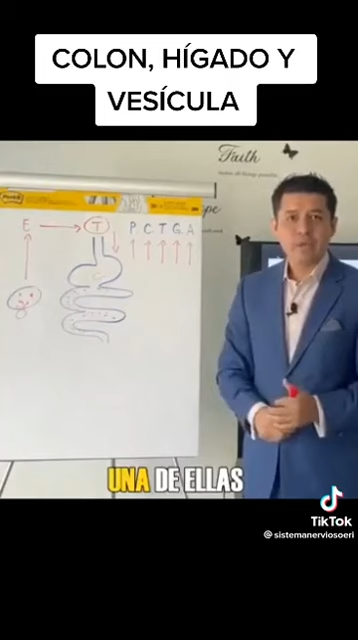 COLON, HÍGADO Y
VESÍCULA
Faith
E
T
P C T G A
UNA DE ELLAS
TikTok
@sistemanerviosoeri